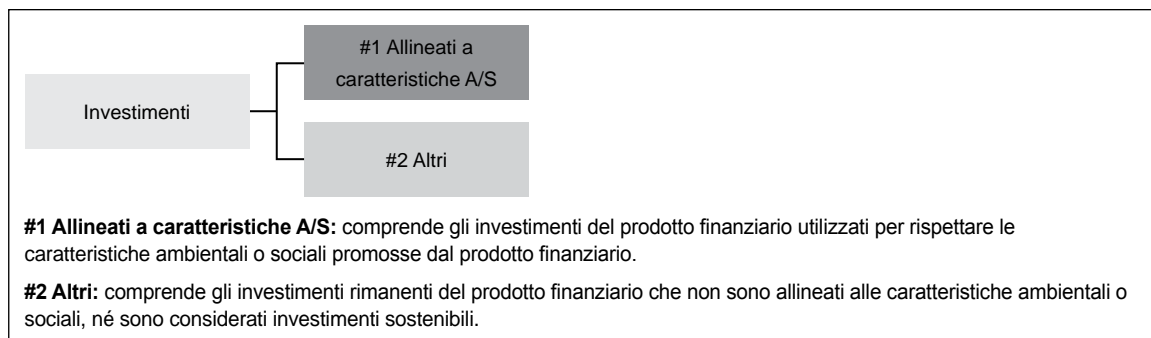 #1 Allineati a
caratteristiche A/S
Investimenti
#2 Altri
#1 Allineati a caratteristiche A/S: comprende gli investimenti del prodotto finanziario utilizzati per rispettare le
caratteristiche ambientali o sociali promosse dal prodotto finanziario.
#2 Altri: comprende gli investimenti rimanenti del prodotto finanziario che non sono allineati alle caratteristiche ambientali o
sociali, né sono considerati investimenti sostenibili.